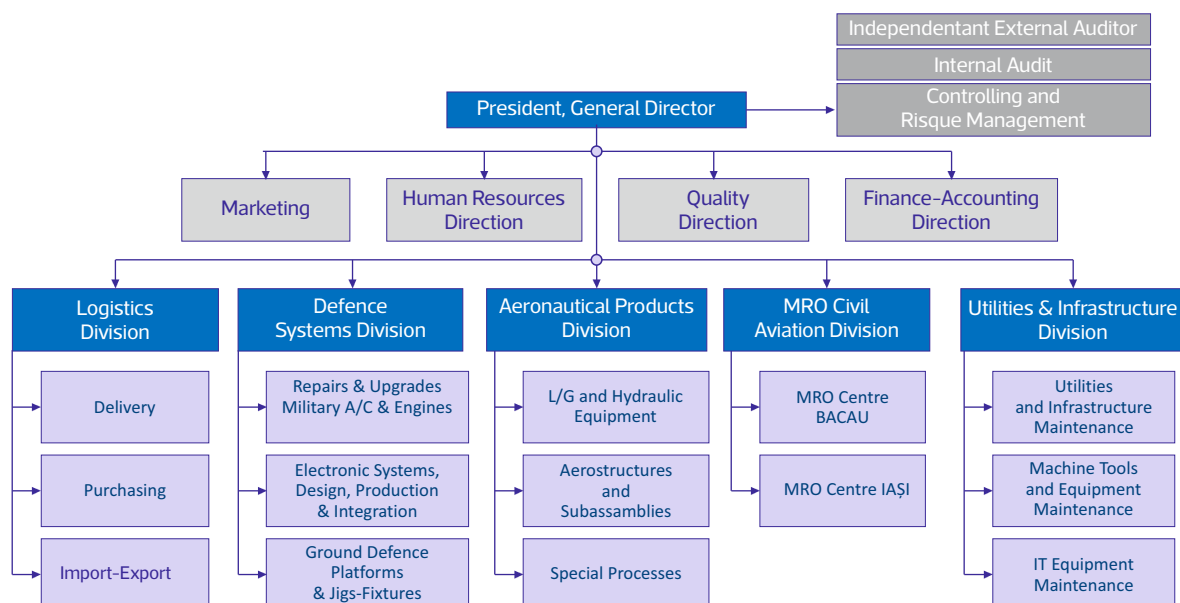 Independentant External Auditor
Internal Audit
Controlling and
Risque Management
President, General Director
Marketing
Human Resources
Direction
Quality
Direction
Finance-Accounting
Direction
Logistics
Division
Defence
Systems Division
Aeronautical Products
Division
MRO Civil
Aviation Division
Utilities & Infrastructure
Division
Delivery
Purchasing
Import-Export
Repairs & Upgrades
Military A/C & Engines
Electronic Systems,
Design, Production
& Integration
Ground Defence
Platforms
& Jigs-Fixtures
L/G and Hydraulic
Equipment
Aerostructures
and
Subassamblies
Special Processes
MRO Centre
BACAU
MRO Centre IAȘI
Utilities
and Infrastructure
Maintenance
Machine Tools
and Equipment
Maintenance
IT Equipment
Maintenance